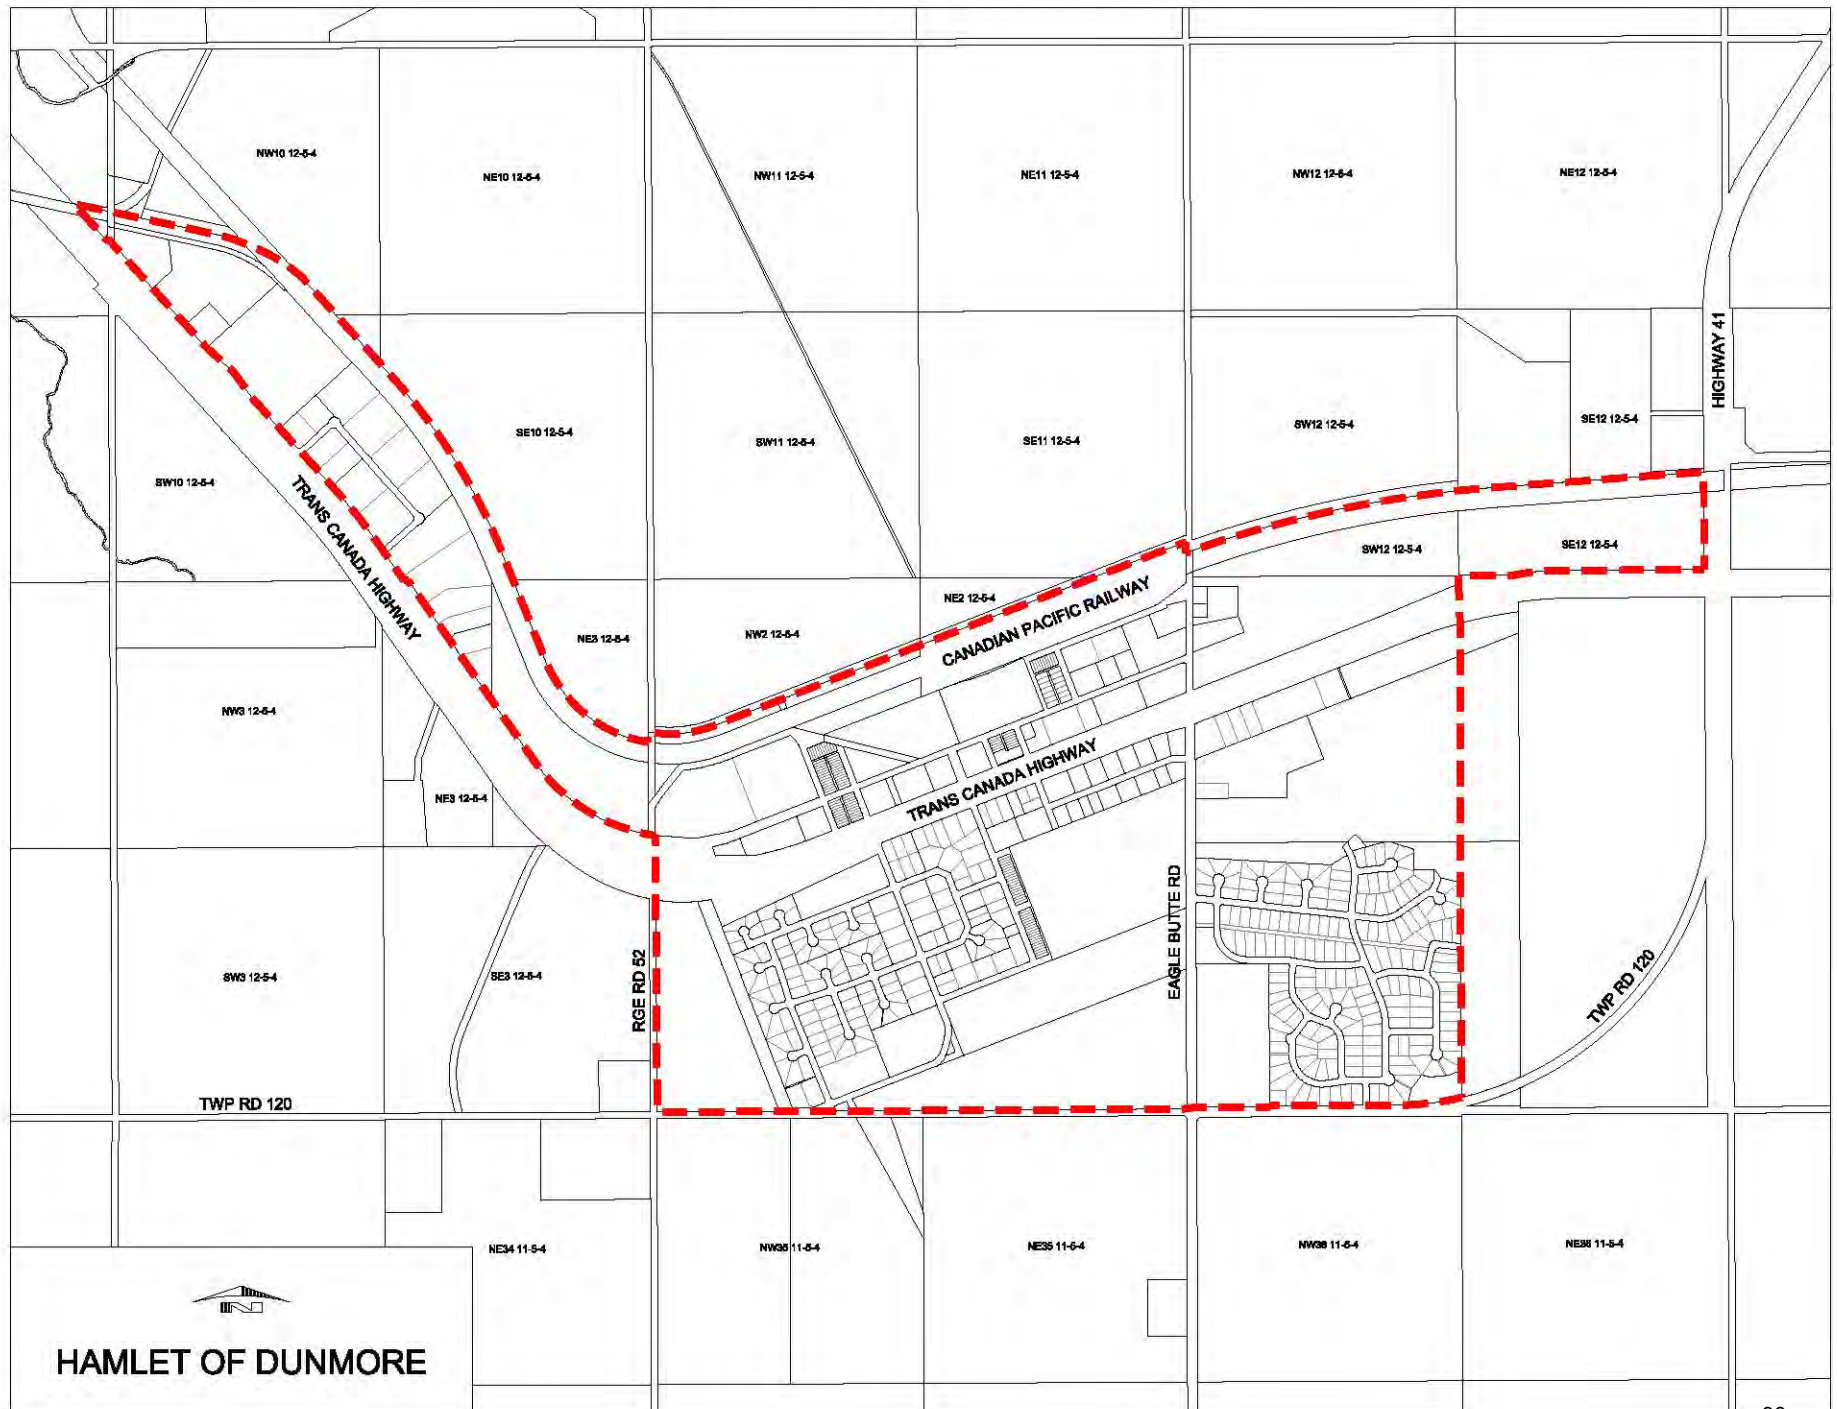 NW10 12-5-4
NE10 12-5-4
NW11 12-5-4
NE11 12-5-4
NW12 12-5-4
NE12 12-5-4
HIGHWAY 41
SW10 12-5-4
SE10 12-5-4
SW11 12-5-4
SE11 12-5-4
SW12 12-5-4
SE12 12-5-4
TRANS CANADA HIGHWAY
SW12 12-5-4
SE12 12-5-4
NE3 12-5-4
NW2 12-5-4
NE2 12-5-4
CANADIAN PACIFIC RAILWAY
NW3 12-5-4
NE3 12-5-4
TRANS CANADA HIGHWAY
SW3 12-5-4
SE3 12-5-4
RGE RD 52
EAGLE BUTTE RD
TWP RD 120
TWP RD 120
NE34 11-5-4
NW35 11-5-4
NE35 11-5-4
NW36 11-5-4
NE36 11-5-4
N
HAMLET OF DUNMORE